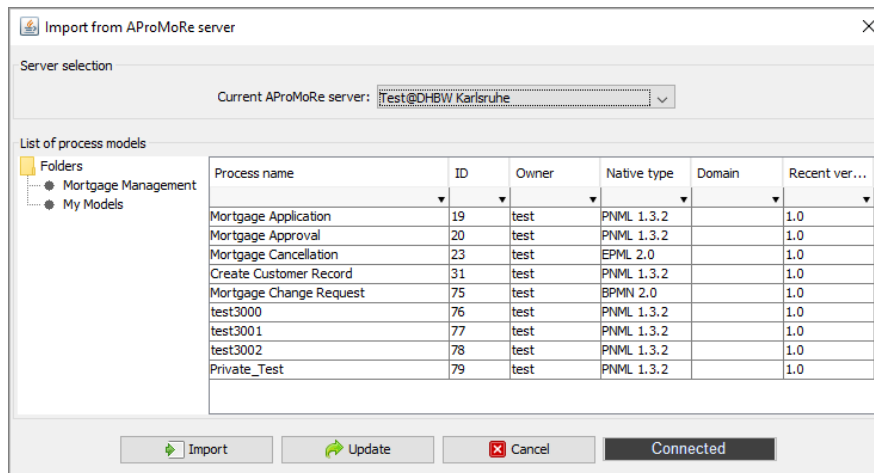 Import from AProMoRe server
Server selection
Current AProMoRe server: Test@DHBW Karlsruhe
List of process models
Folders
Mortgage Management
My Models
Process name ID Owner Native type Domain Recent ver...
Mortgage Application 19 test PNML 1.3.2 1.0
Mortgage Approval 20 test PNML 1.3.2 1.0
Mortgage Cancellation 23 test EPML 2.0 1.0
Create Customer Record 31 test PNML 1.3.2 1.0
Mortgage Change Request 75 test BPMN 2.0 1.0
test3000 76 test PNML 1.3.2 1.0
test3001 77 test PNML 1.3.2 1.0
test3002 78 test PNML 1.3.2 1.0
Private_Test 79 test PNML 1.3.2 1.0
Import Update Cancel Connected